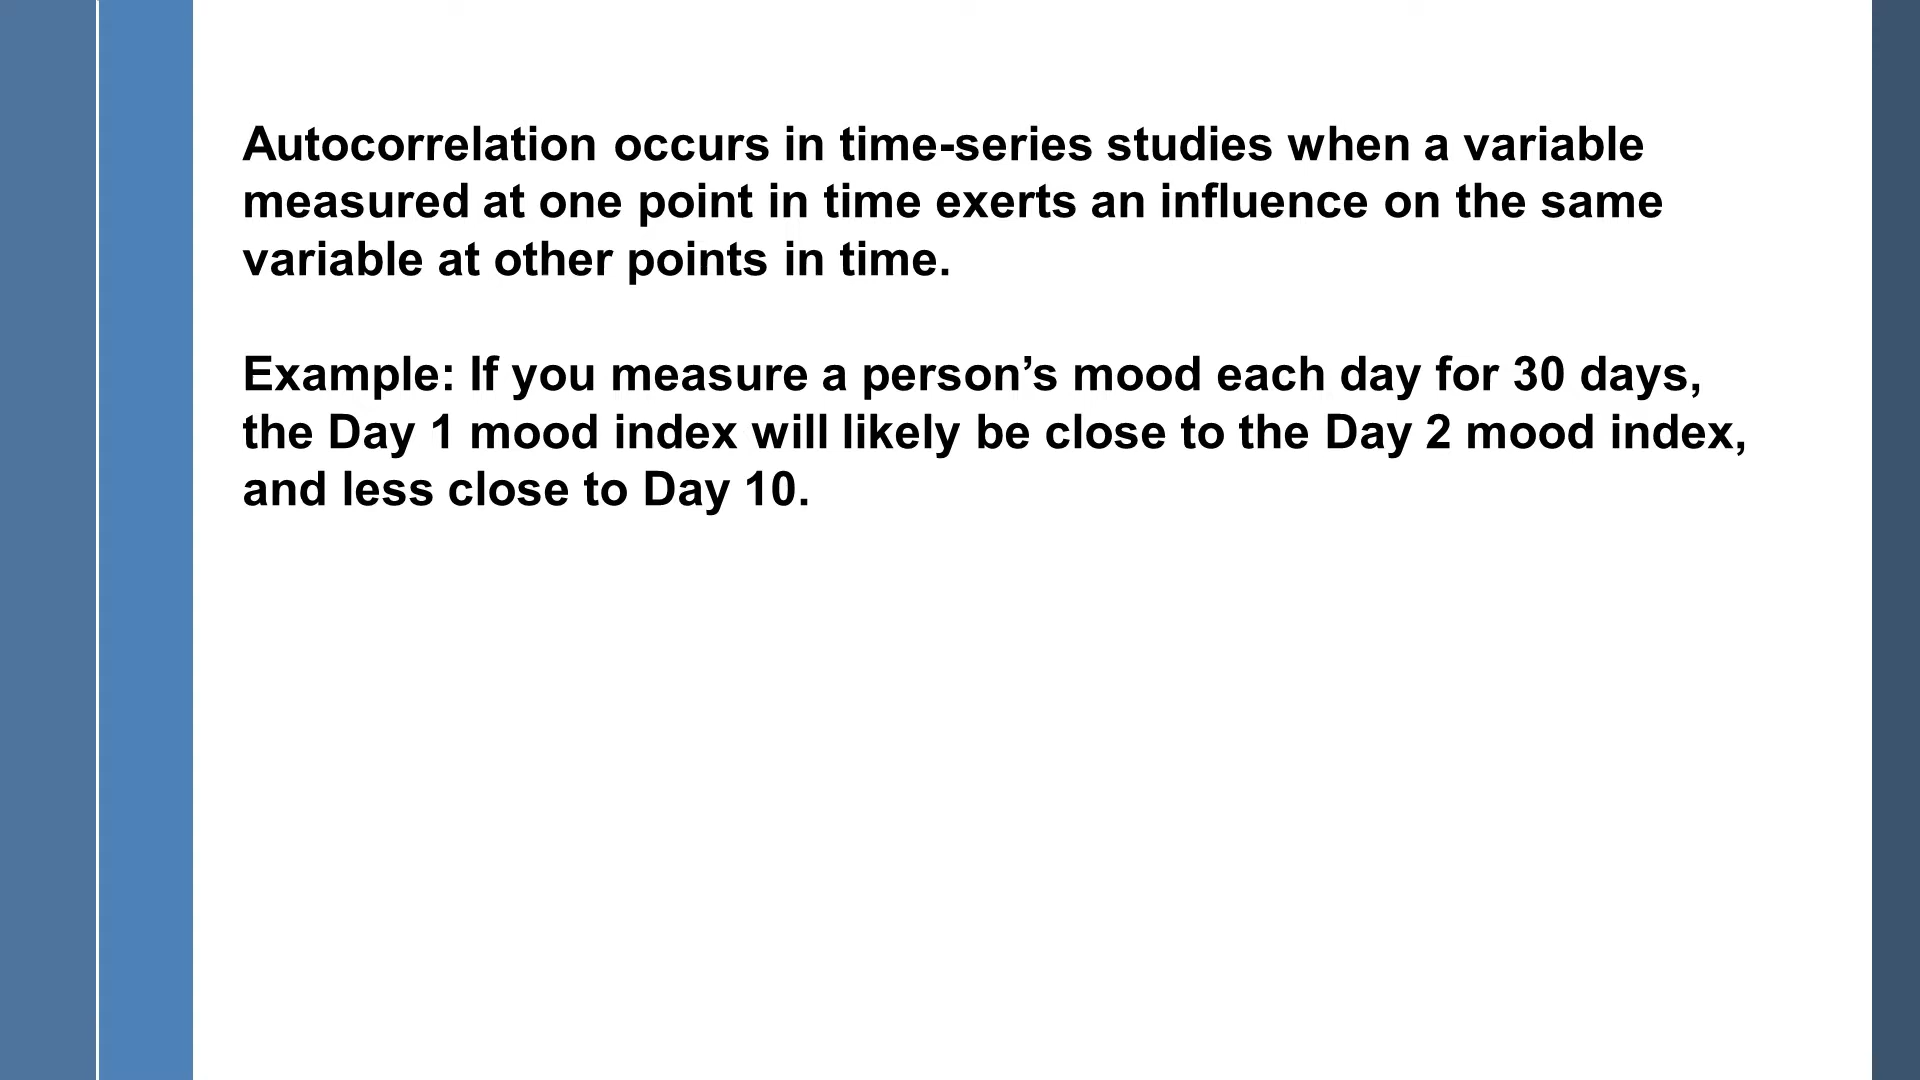 Autocorrelation occurs in time-series studies when a variable
measured at one point in time exerts an influence on the same
variable at other points in time.
Example: If you measure a person’s mood each day for 30 days,
the Day 1 mood index will likely be close to the Day 2 mood index,
and less close to Day 10.